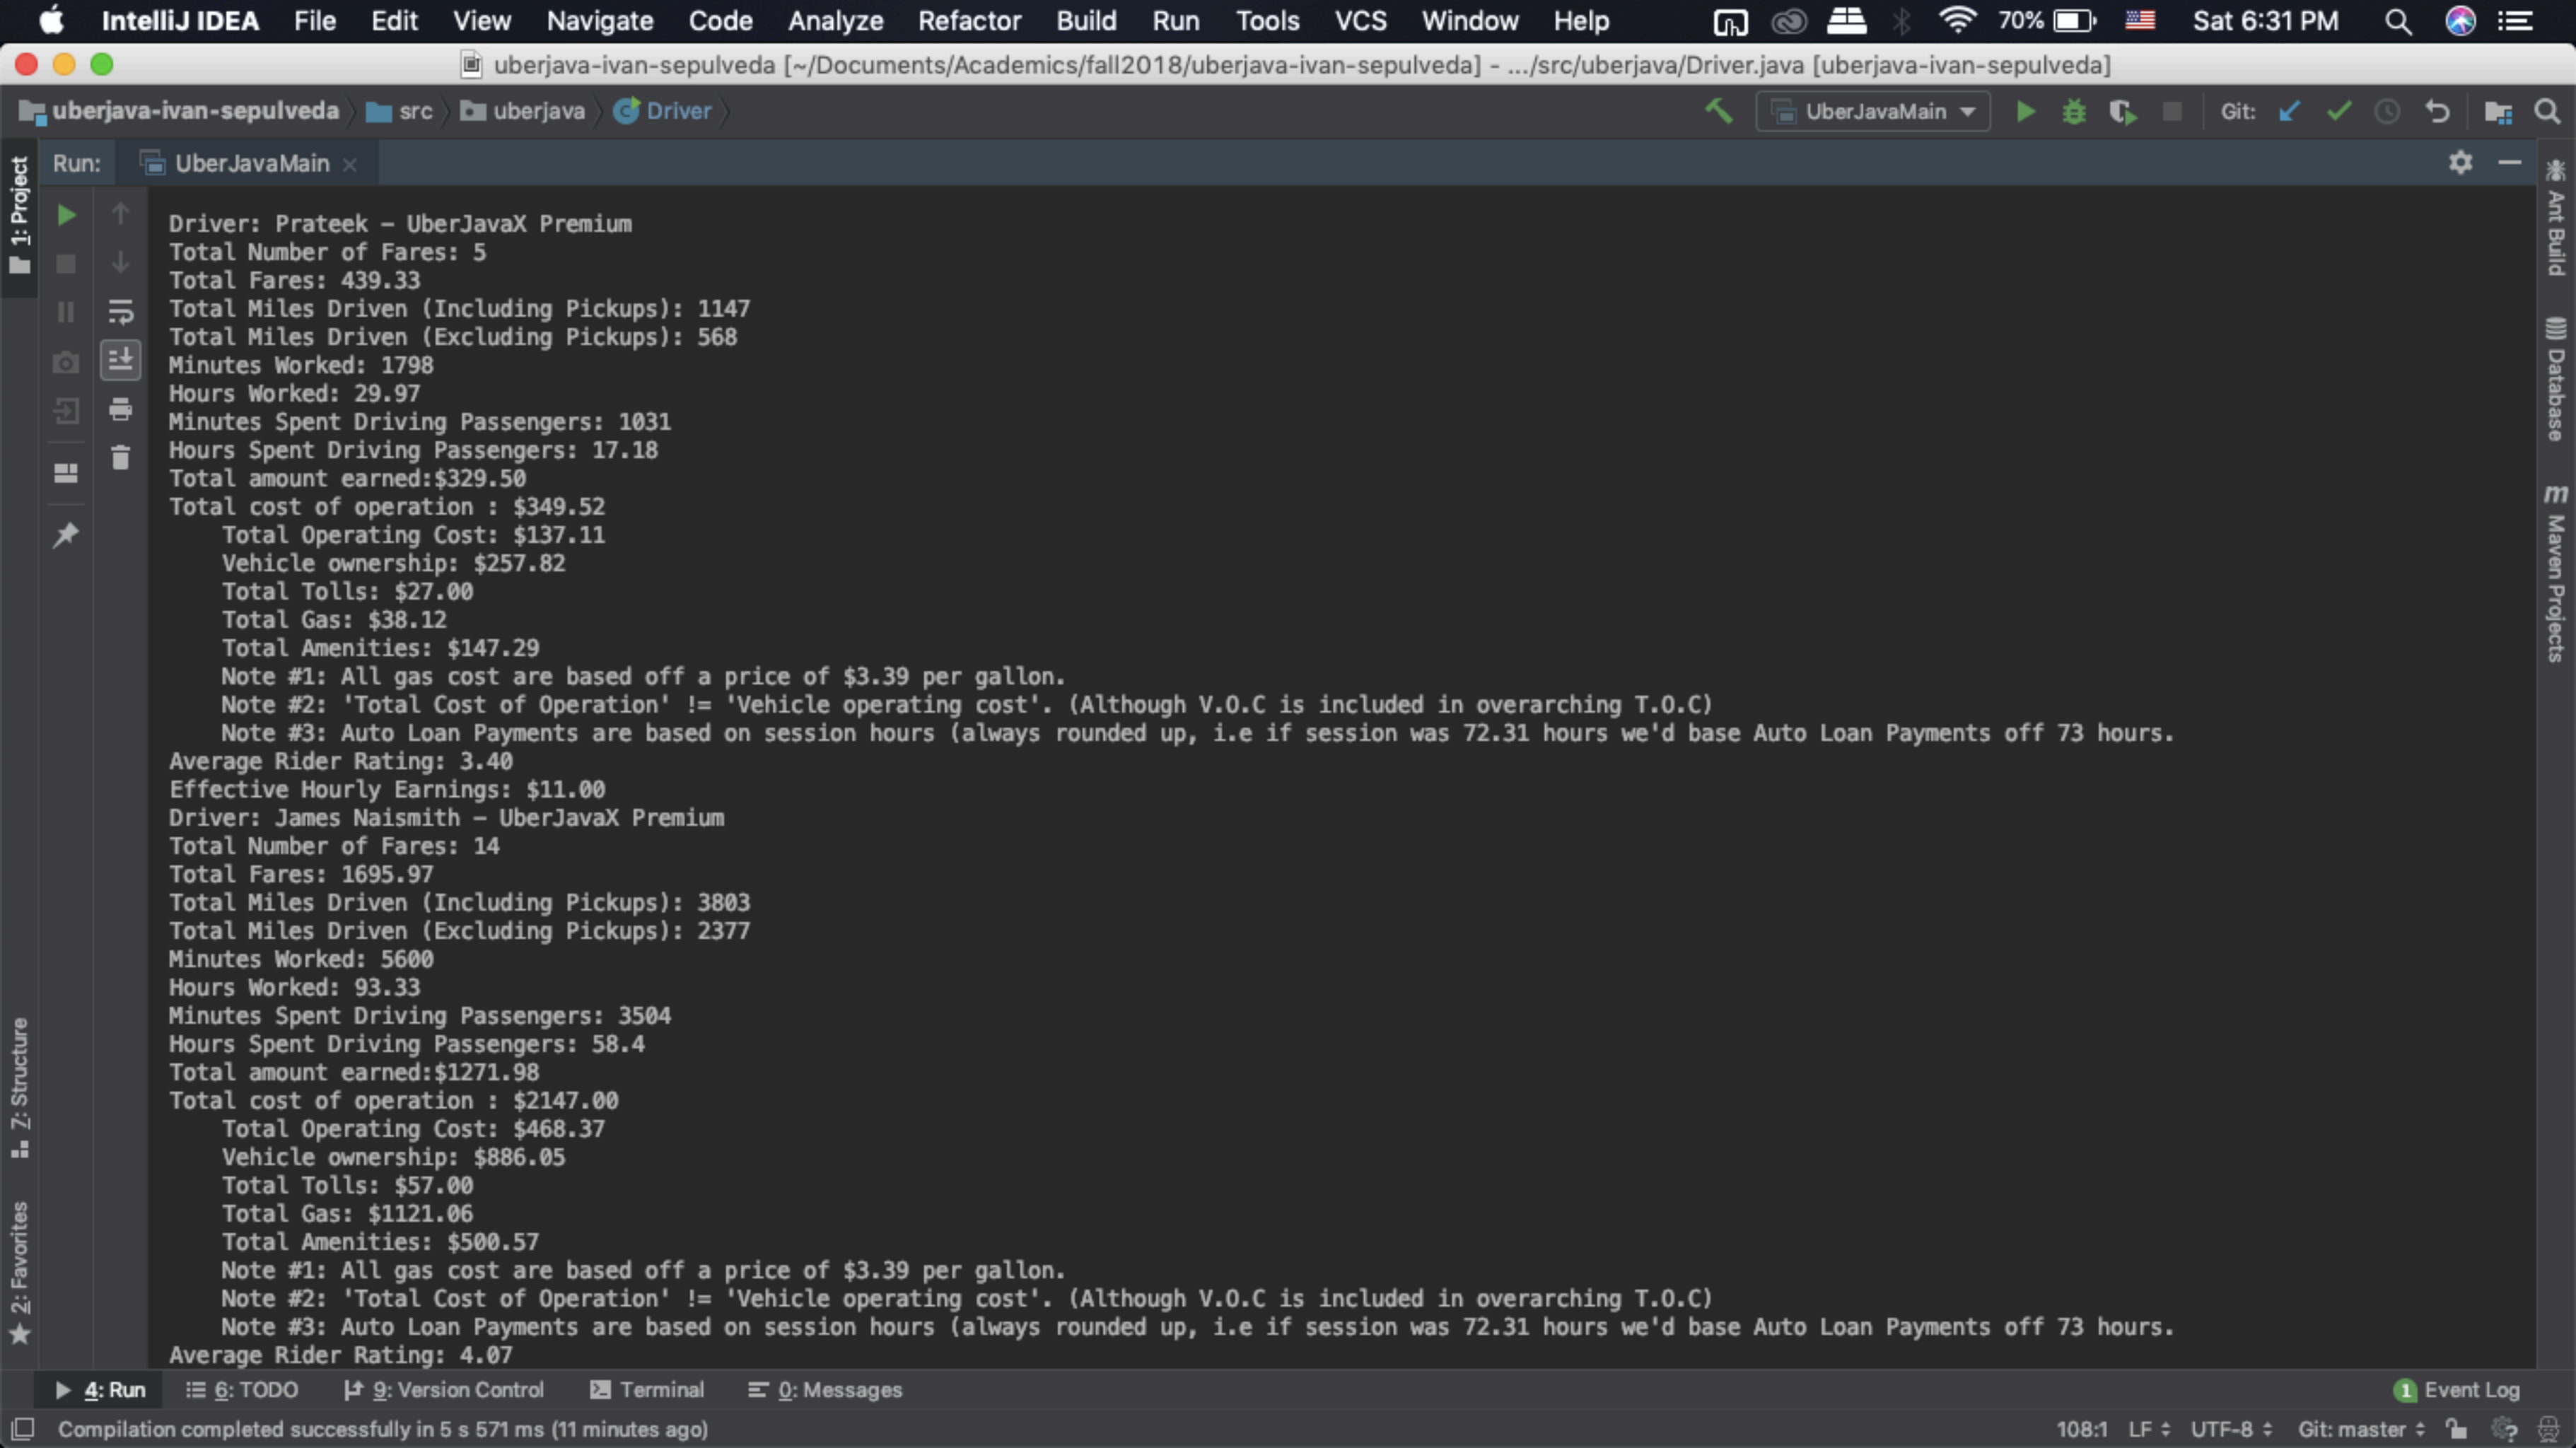 IntelliJ IDEA File Edit View Navigate Code Analyze Refactor Build Run Tools VCS Window Help 70% Sat 6:31 PM
uberjava-ivan-sepulveda [~/Documents/Academics/fall2018/uberjava-ivan-sepulveda] - .../src/uberjava/Driver.java [uberjava-ivan-sepulveda]
uberjava-ivan-sepulveda src uberjava Driver UberJavaMain Git:
Run: UberJavaMain
1: Project
Z: Structure
2: Favorites
Driver: Prateek – UberJavaX Premium
Total Number of Fares: 5
Total Fares: 439.33
Total Miles Driven (Including Pickups): 1147
Total Miles Driven (Excluding Pickups): 568
Minutes Worked: 1798
Hours Worked: 29.97
Minutes Spent Driving Passengers: 1031
Hours Spent Driving Passengers: 17.18
Total amount earned:$329.50
Total cost of operation : $349.52
Total Operating Cost: $137.11
Vehicle ownership: $257.82
Total Tolls: $27.00
Total Gas: $38.12
Total Amenities: $147.29
Note #1: All gas cost are based off a price of $3.39 per gallon.
Note #2: 'Total Cost of Operation' != 'Vehicle operating cost'. (Although V.O.C is included in overarching T.O.C)
Note #3: Auto Loan Payments are based on session hours (always rounded up, i.e if session was 72.31 hours we'd base Auto Loan Payments off 73 hours.
Average Rider Rating: 3.40
Effective Hourly Earnings: $11.00
Driver: James Naismith – UberJavaX Premium
Total Number of Fares: 14
Total Fares: 1695.97
Total Miles Driven (Including Pickups): 3803
Total Miles Driven (Excluding Pickups): 2377
Minutes Worked: 5600
Hours Worked: 93.33
Minutes Spent Driving Passengers: 3504
Hours Spent Driving Passengers: 58.4
Total amount earned:$1271.98
Total cost of operation : $2147.00
Total Operating Cost: $468.37
Vehicle ownership: $886.05
Total Tolls: $57.00
Total Gas: $1121.06
Total Amenities: $500.57
Note #1: All gas cost are based off a price of $3.39 per gallon.
Note #2: 'Total Cost of Operation' != 'Vehicle operating cost'. (Although V.O.C is included in overarching T.O.C)
Note #3: Auto Loan Payments are based on session hours (always rounded up, i.e if session was 72.31 hours we'd base Auto Loan Payments off 73 hours.
Average Rider Rating: 4.07
Ant Build
Database
m Maven Projects
4: Run 6: TODO 9: Version Control Terminal 0: Messages 1 Event Log
Compilation completed successfully in 5 s 571 ms (11 minutes ago) 108:1 LF UTF-8 Git: master